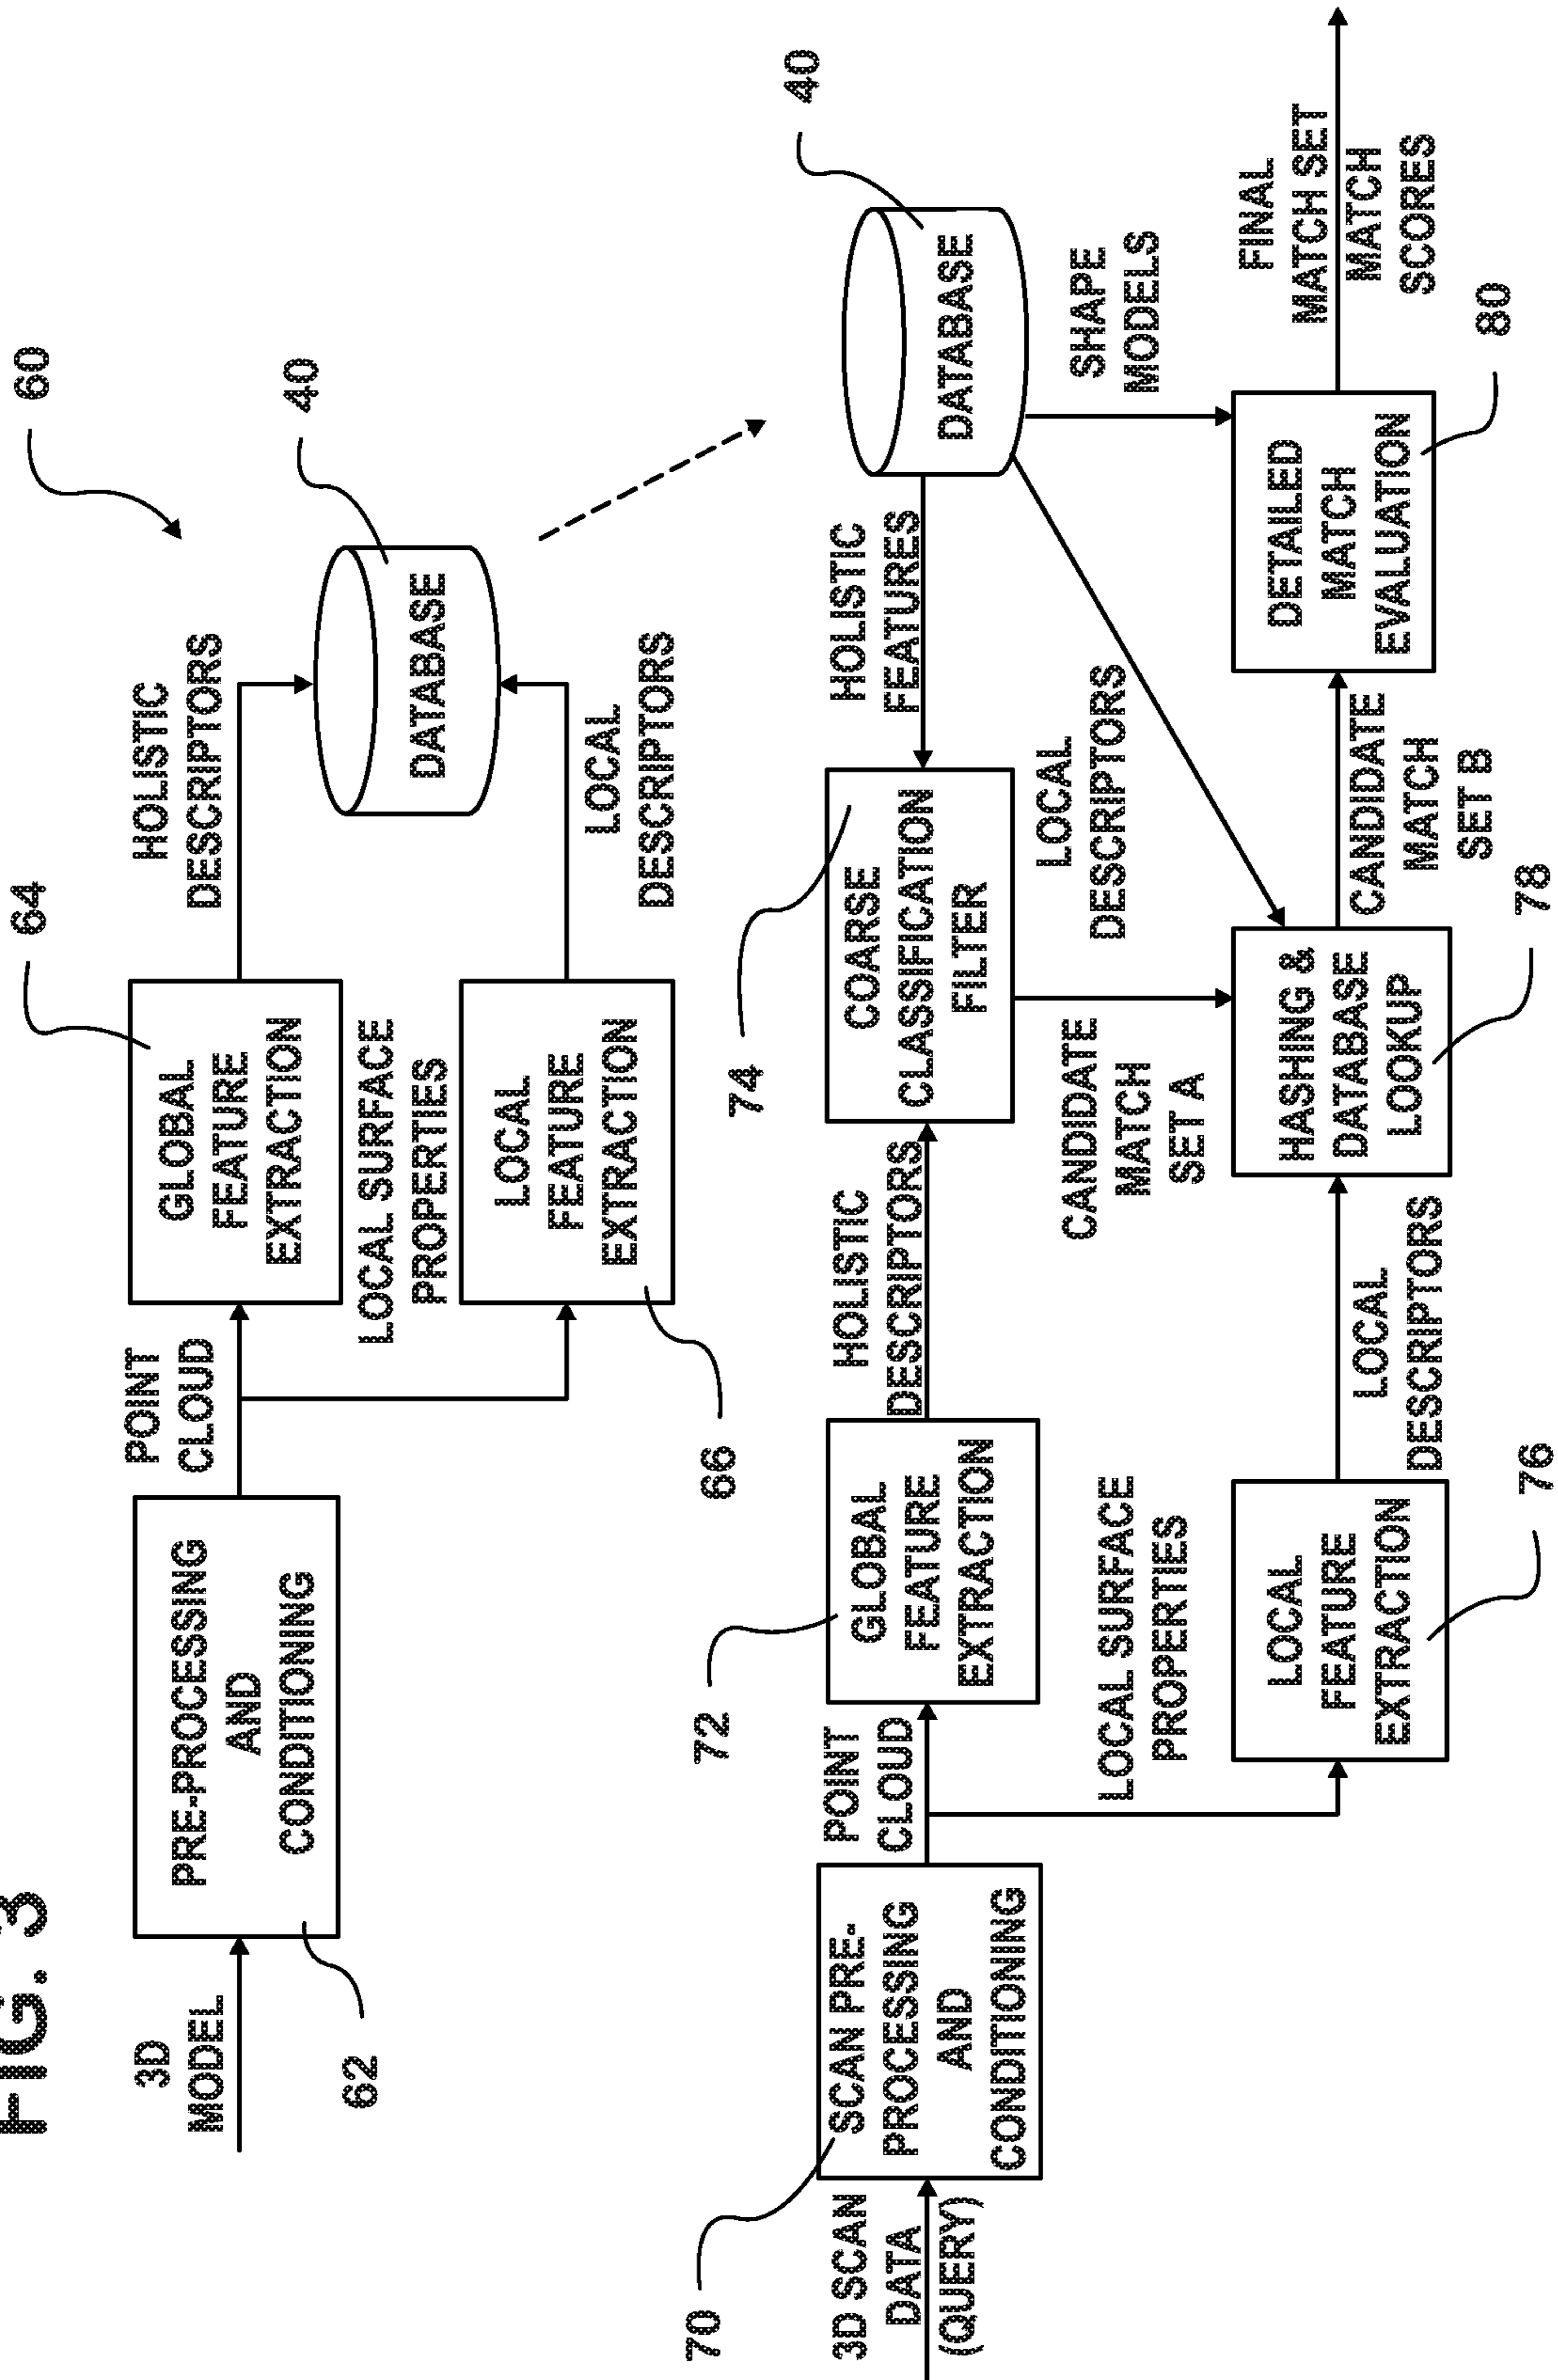 FIG. 3
60
3D
MODEL
62
PRE-PROCESSING
AND
CONDITIONING
POINT
CLOUD
64
GLOBAL
FEATURE
EXTRACTION
LOCAL SURFACE
PROPERTIES
66
LOCAL
FEATURE
EXTRACTION
HOLISTIC
DESCRIPTORS
LOCAL
DESCRIPTORS
40
DATABASE
70
3D SCAN
DATA
(QUERY)
SCAN PRE-
PROCESSING
AND
CONDITIONING
POINT
CLOUD
72
GLOBAL
FEATURE
EXTRACTION
LOCAL SURFACE
PROPERTIES
LOCAL
FEATURE
EXTRACTION
76
HOLISTIC
DESCRIPTORS
LOCAL
DESCRIPTORS
74
COARSE
CLASSIFICATION
FILTER
CANDIDATE
MATCH
SET A
HASHING &
DATABASE
LOOKUP
78
HOLISTIC
FEATURES
LOCAL
DESCRIPTORS
CANDIDATE
MATCH
SET B
40
DATABASE
SHAPE
MODELS
DETAILED
MATCH
EVALUATION
80
FINAL
MATCH SET
MATCH
SCORES